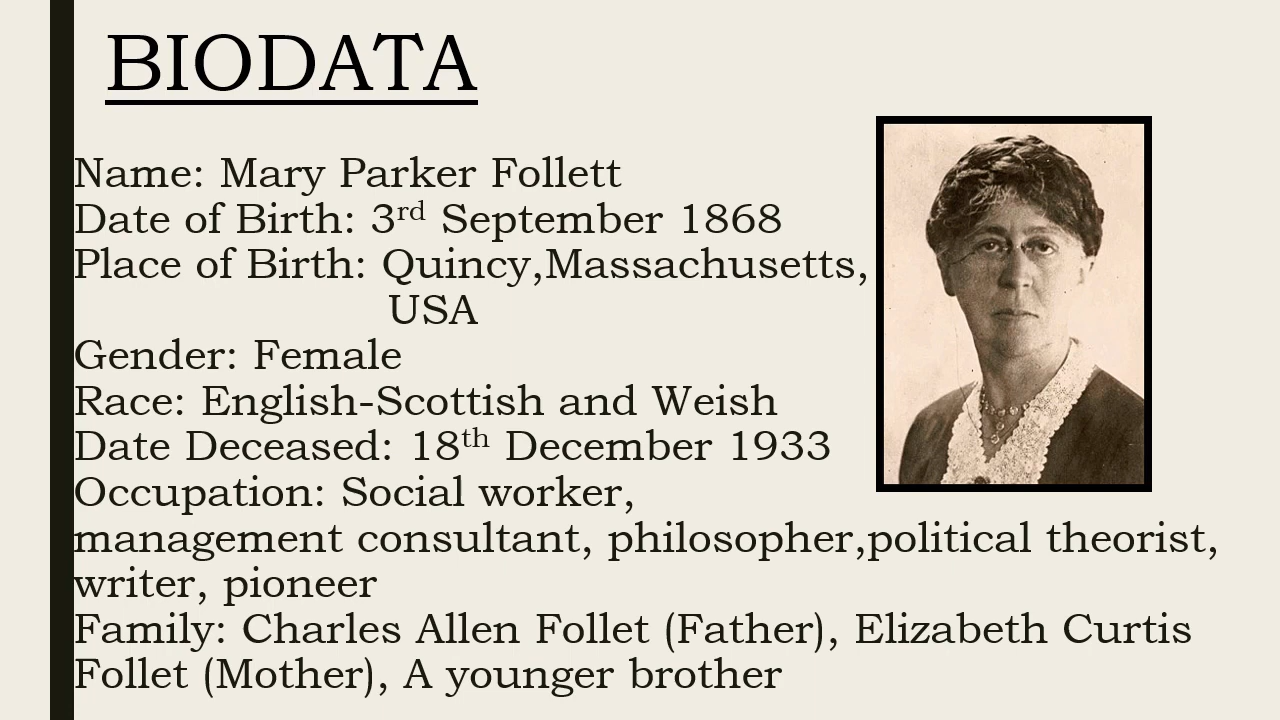 BIODATA
Name: Mary Parker Follett
Date of Birth: 3rd September 1868
Place of Birth: Quincy,Massachusetts,
USA
Gender: Female
Race: English-Scottish and Weish
Date Deceased: 18th December 1933
Occupation: Social worker,
management consultant, philosopher,political theorist,
writer, pioneer
Family: Charles Allen Follet (Father), Elizabeth Curtis
Follet (Mother), A younger brother